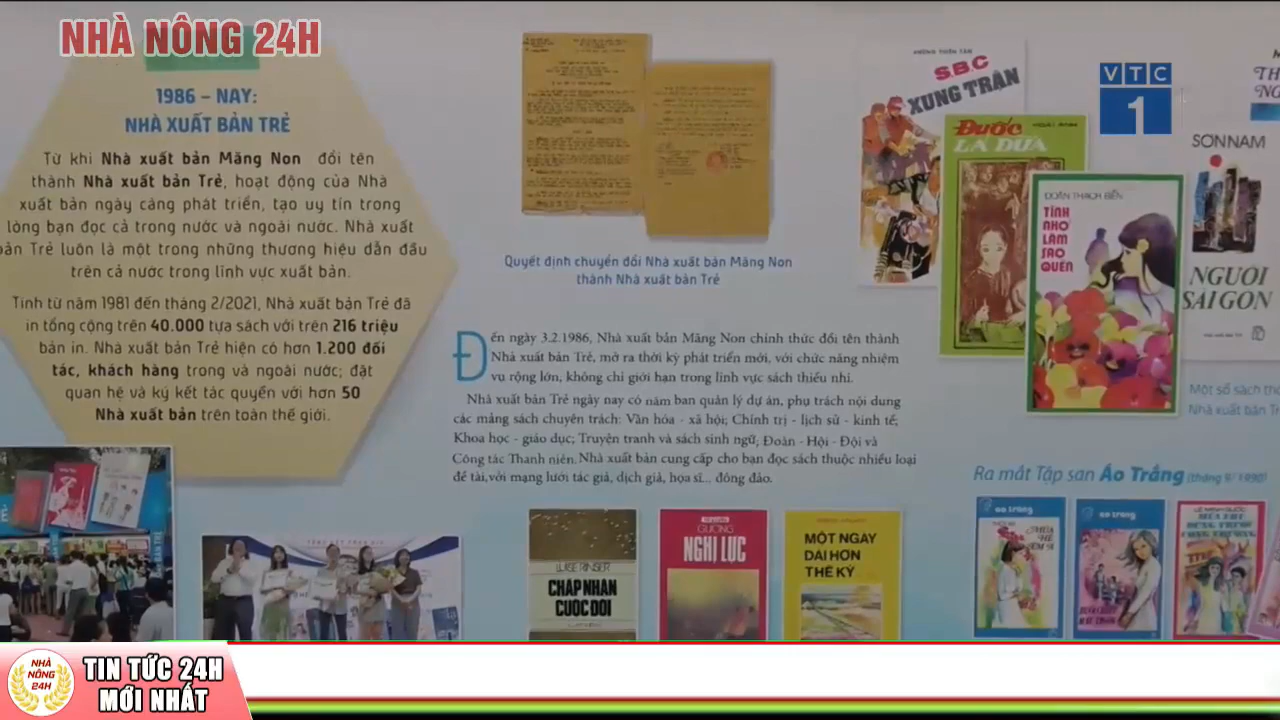 NHÀ NÔNG 24H
VTC
1
1986 – NAY:
NHÀ XUẤT BẢN TRẺ
Từ khi Nhà xuất bản Măng Non đổi tên
thành Nhà xuất bản Trẻ, hoạt động của Nhà
xuất bản ngày càng phát triển, tạo uy tín trong
lòng bạn đọc cả trong nước và ngoài nước. Nhà xuất
bản Trẻ luôn là một trong những thương hiệu dẫn đầu
trên cả nước trong lĩnh vực xuất bản.
Tính từ năm 1981 đến tháng 2/2021, Nhà xuất bản Trẻ đã
in tổng cộng trên 40.000 tựa sách với trên 216 triệu
bản in. Nhà xuất bản Trẻ hiện có hơn 1.200 đối
tác, khách hàng trong và ngoài nước; đặt
quan hệ và ký kết tác quyền với hơn 50
Nhà xuất bản trên toàn thế giới.
Quyết định chuyển đổi Nhà xuất bản Măng Non
thành Nhà xuất bản Trẻ
Đến ngày 3.2.1986, Nhà xuất bản Măng Non chính thức đổi tên thành
Nhà xuất bản Trẻ, mở ra thời kỳ phát triển mới, với chức năng nhiệm
vụ rộng lớn, không chỉ giới hạn trong lĩnh vực sách thiếu nhi.
Nhà xuất bản Trẻ ngày nay có năm ban quản lý dự án, phụ trách nội dung
các mảng sách chuyên trách: Văn hóa - xã hội; Chính trị - lịch sử - kinh tế;
Khoa học - giáo dục; Truyện tranh và sách sinh ngữ; Đoàn - Hội - Đội và
Công tác Thanh niên. Nhà xuất bản cung cấp cho bạn đọc sách thuộc nhiều loại
đề tài, với mạng lưới tác giả, dịch giả, họa sĩ... đông đảo.
SBC
XUNG TRẬN
Đuốc
LÁ DỪA
HOÀI ANH
ĐOÀN THẠCH BIỀN
TÌNH
NHỎ
LÀM
SAO
QUÊN
SƠN NAM
NGƯỜI
SÀI GÒN
Một số sách
Nhà xuất bản
Ra mắt Tập san Áo Trắng (tháng 9/1990)
áo trắng
áo trắng
LUISE RINSER
CHẤP NHẬN
CUỘC ĐỜI
GƯƠNG
NGHỊ LỰC
MỘT NGÀY
DÀI HƠN
THẾ KỶ
NHÀ
NÔNG
24H
TIN TỨC 24H
MỚI NHẤT